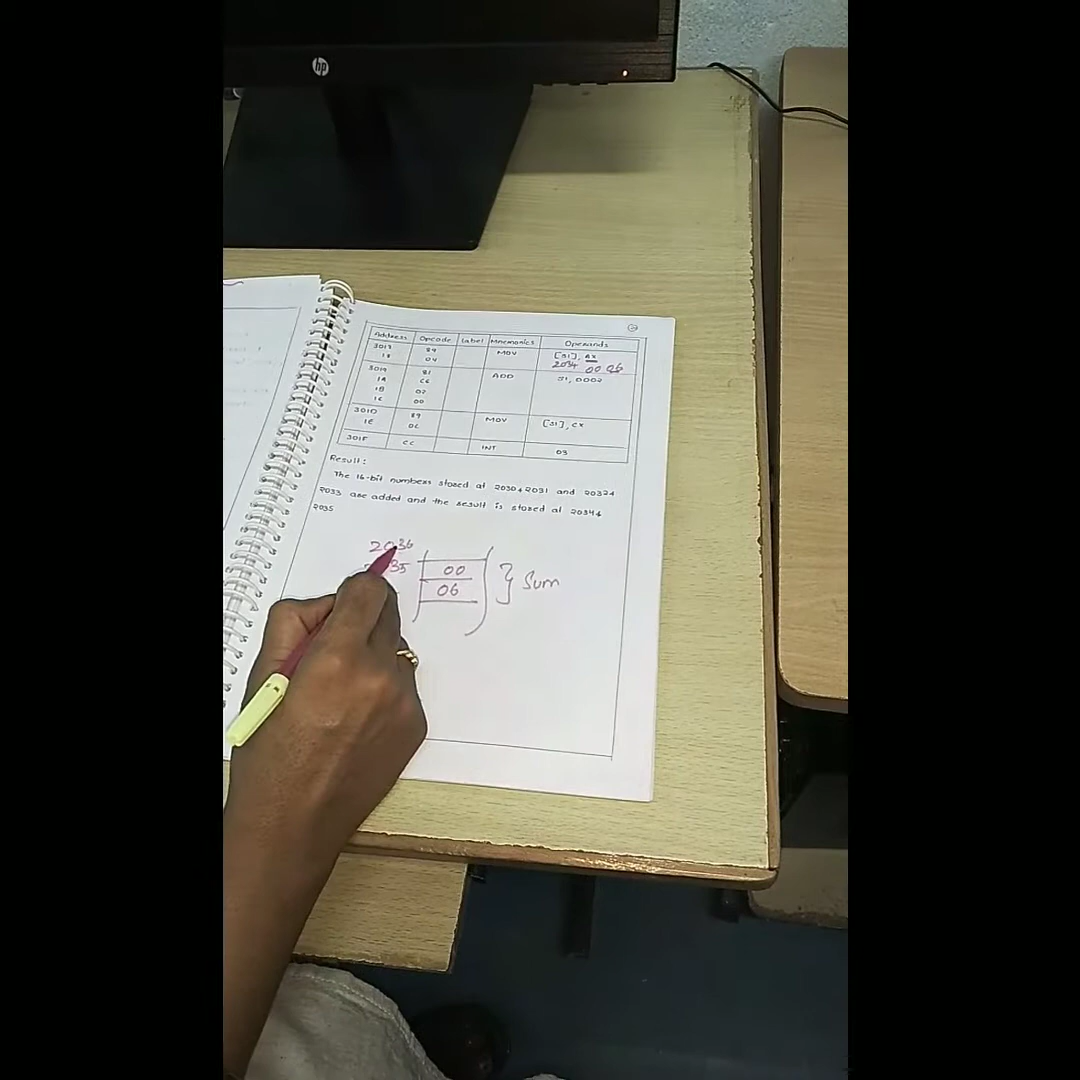 hp
Address Opcode Label Mnemonics Operands
3017 89 MOV [SI], AX
18 04 2034 00 06
3019 81 ADD SI, 0002
1A C6
1B 02
1C 00
301D 89 MOV [SI], CX
1E 0C
301F CC INT 03
Result:
The 16-bit numbers stored at 2030 & 2031 and 2032 &
2033 are added and the result is stored at 2034 &
2035
2036
35 00
06 } Sum